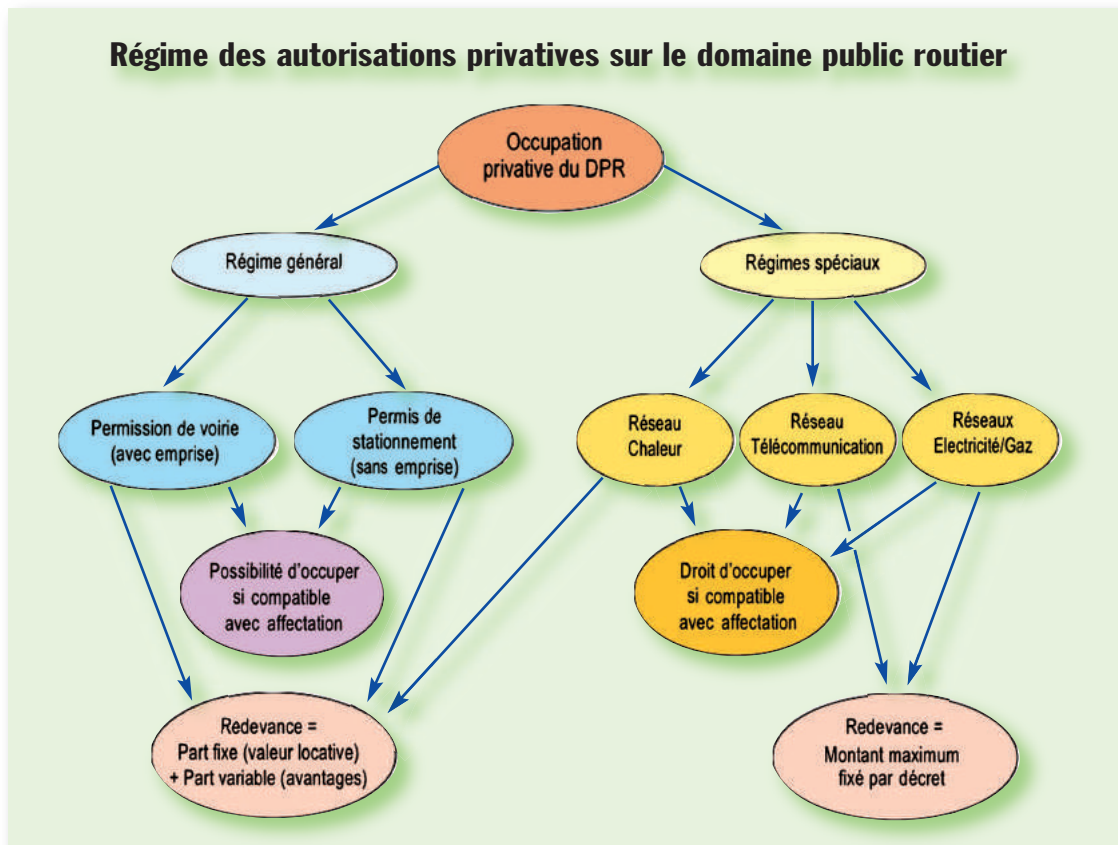 Régime des autorisations privatives sur le domaine public routier
Occupation
privative du DPR
Régime général
Régimes spéciaux
Permission de voirie
(avec emprise)
Permis de
stationnement
(sans emprise)
Réseau
Chaleur
Réseau
Télécommunication
Réseaux
Electricité/Gaz
Possibilité d'occuper
si compatible
avec affectation
Droit d'occuper
si compatible
avec affectation
Redevance =
Part fixe (valeur locative)
+ Part variable (avantages)
Redevance =
Montant maximum
fixé par décret